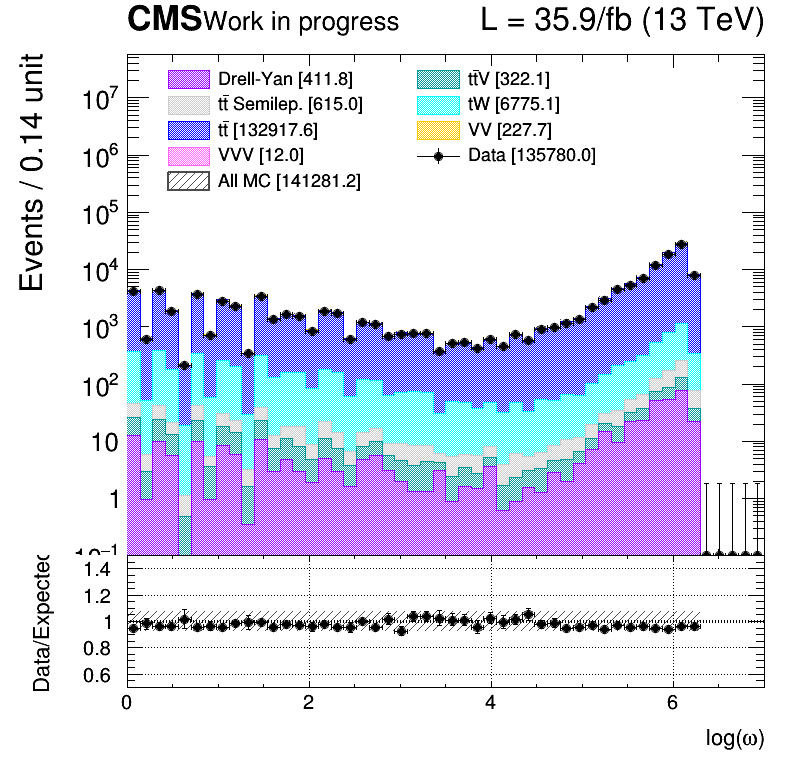 CMS Work in progress L = 35.9/fb (13 TeV)
Events / 0.14 unit
Drell-Yan [411.8]
tt̄V [322.1]
tt̄ Semilep. [615.0]
tW [6775.1]
tt̄ [132917.6]
VV [227.7]
VVV [12.0]
Data [135780.0]
All MC [141281.2]
10⁷
10⁶
10⁵
10⁴
10³
10²
10
1
10⁻¹
Data/Expected
1.4
1.2
1
0.8
0.6
0 2 4 6
log(ω)